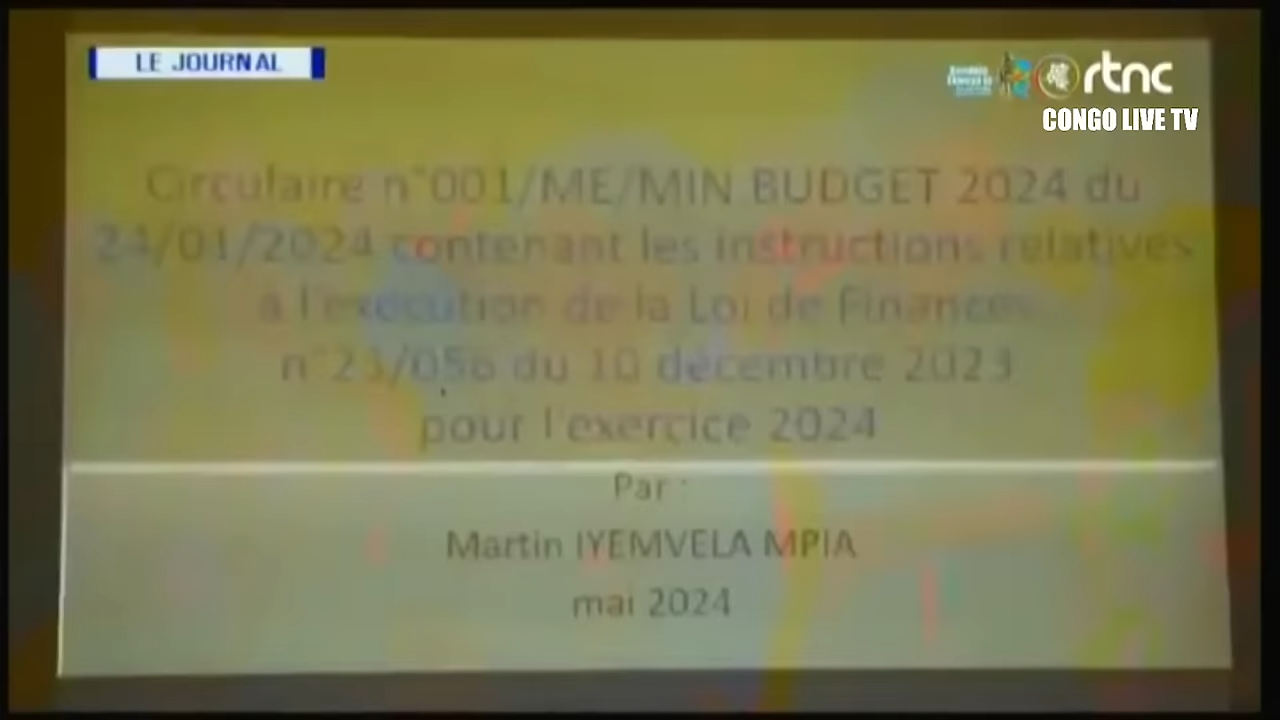 LE JOURNAL
rtnc
CONGO LIVE TV
Circulaire n°001/ME/MIN BUDGET 2024 du
24/01/2024 contenant les instructions relatives
à l'exécution de la Loi de Finances
n°23/056 du 10 décembre 2023
pour l'exercice 2024
Par :
Martin IYEMVELA MPIA
mai 2024